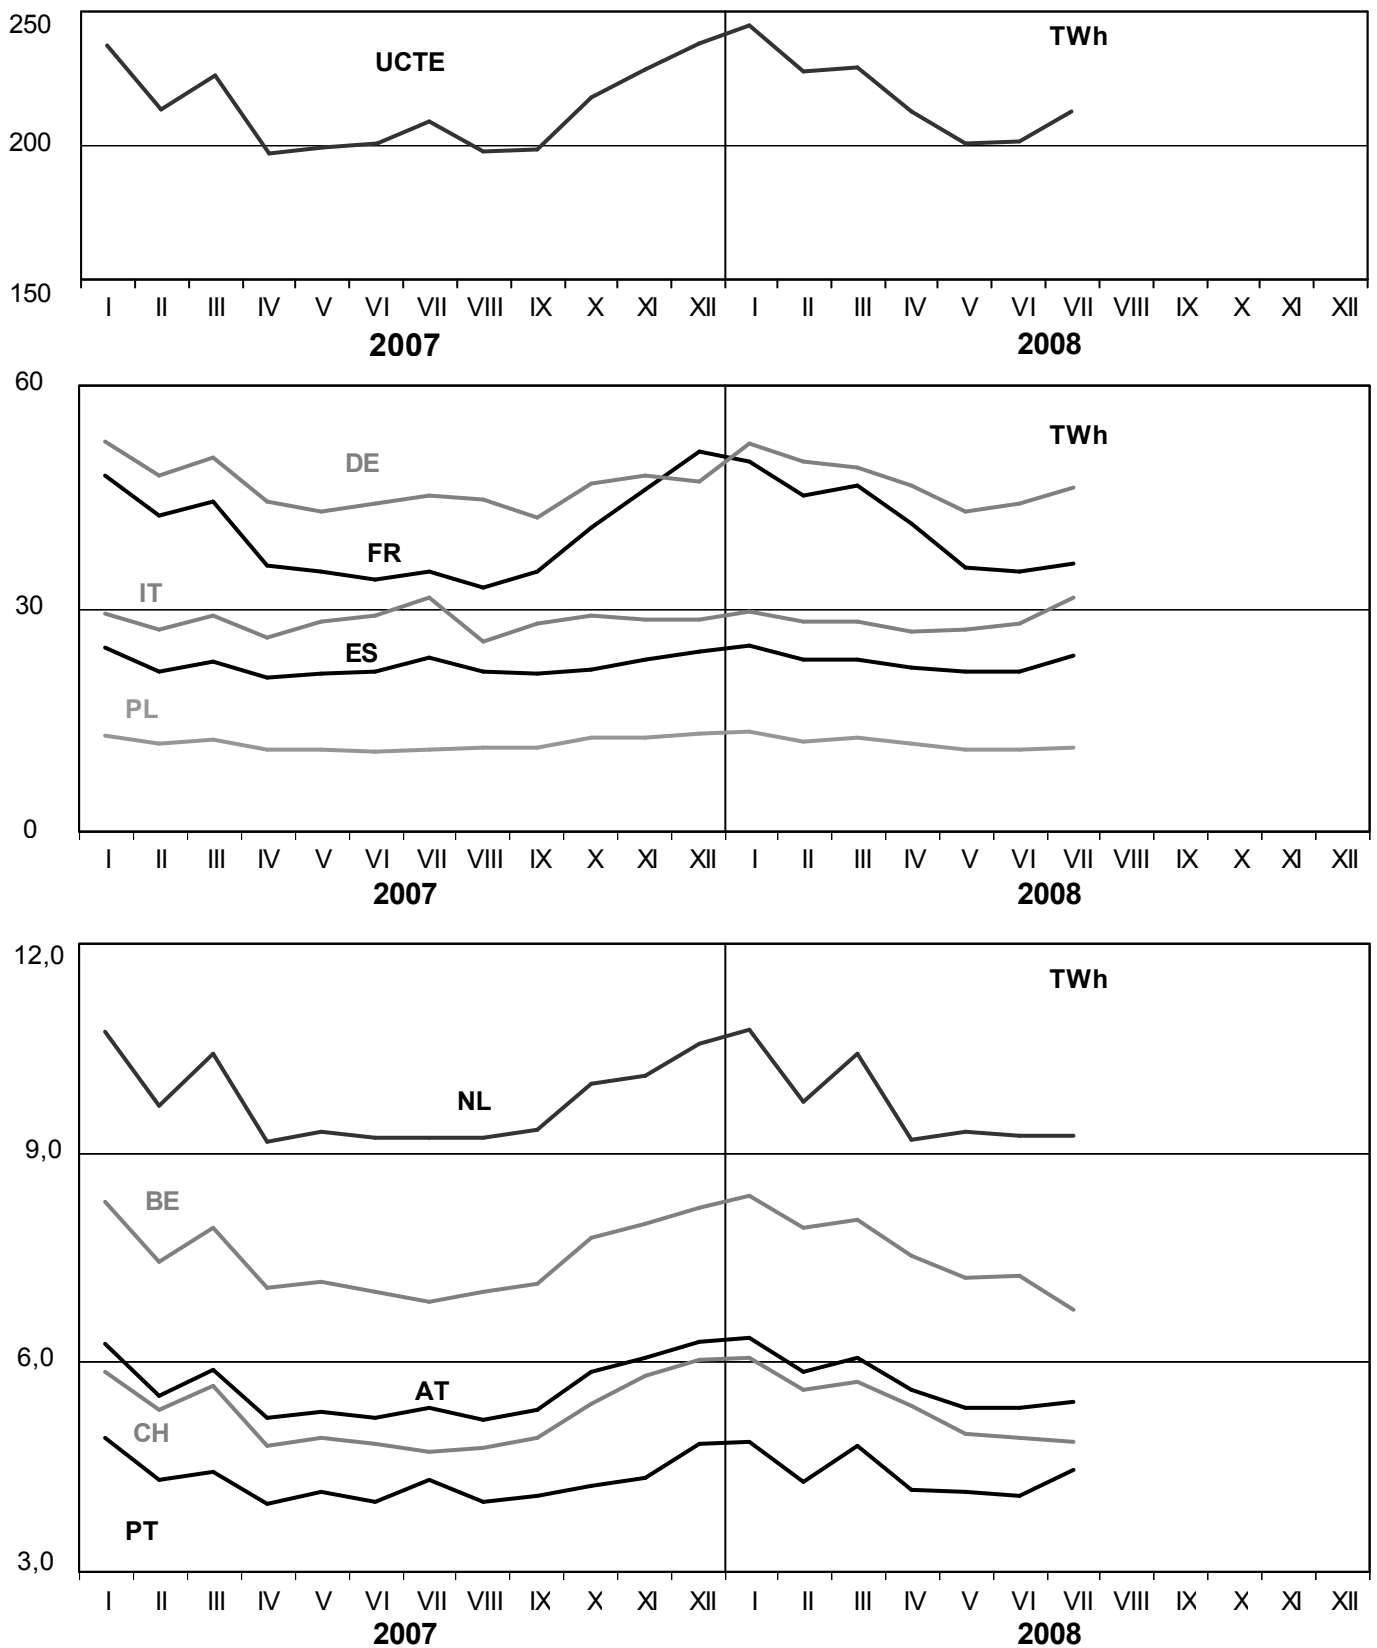 250
TWh
UCTE
200
150
I II III IV V VI VII VIII IX X XI XII I II III IV V VI VII VIII IX X XI XII
2007 2008
60
TWh
DE
FR
IT
30
ES
PL
0
I II III IV V VI VII VIII IX X XI XII I II III IV V VI VII VIII IX X XI XII
2007 2008
12,0
TWh
NL
9,0
BE
6,0
AT
CH
PT
3,0
I II III IV V VI VII VIII IX X XI XII I II III IV V VI VII VIII IX X XI XII
2007 2008